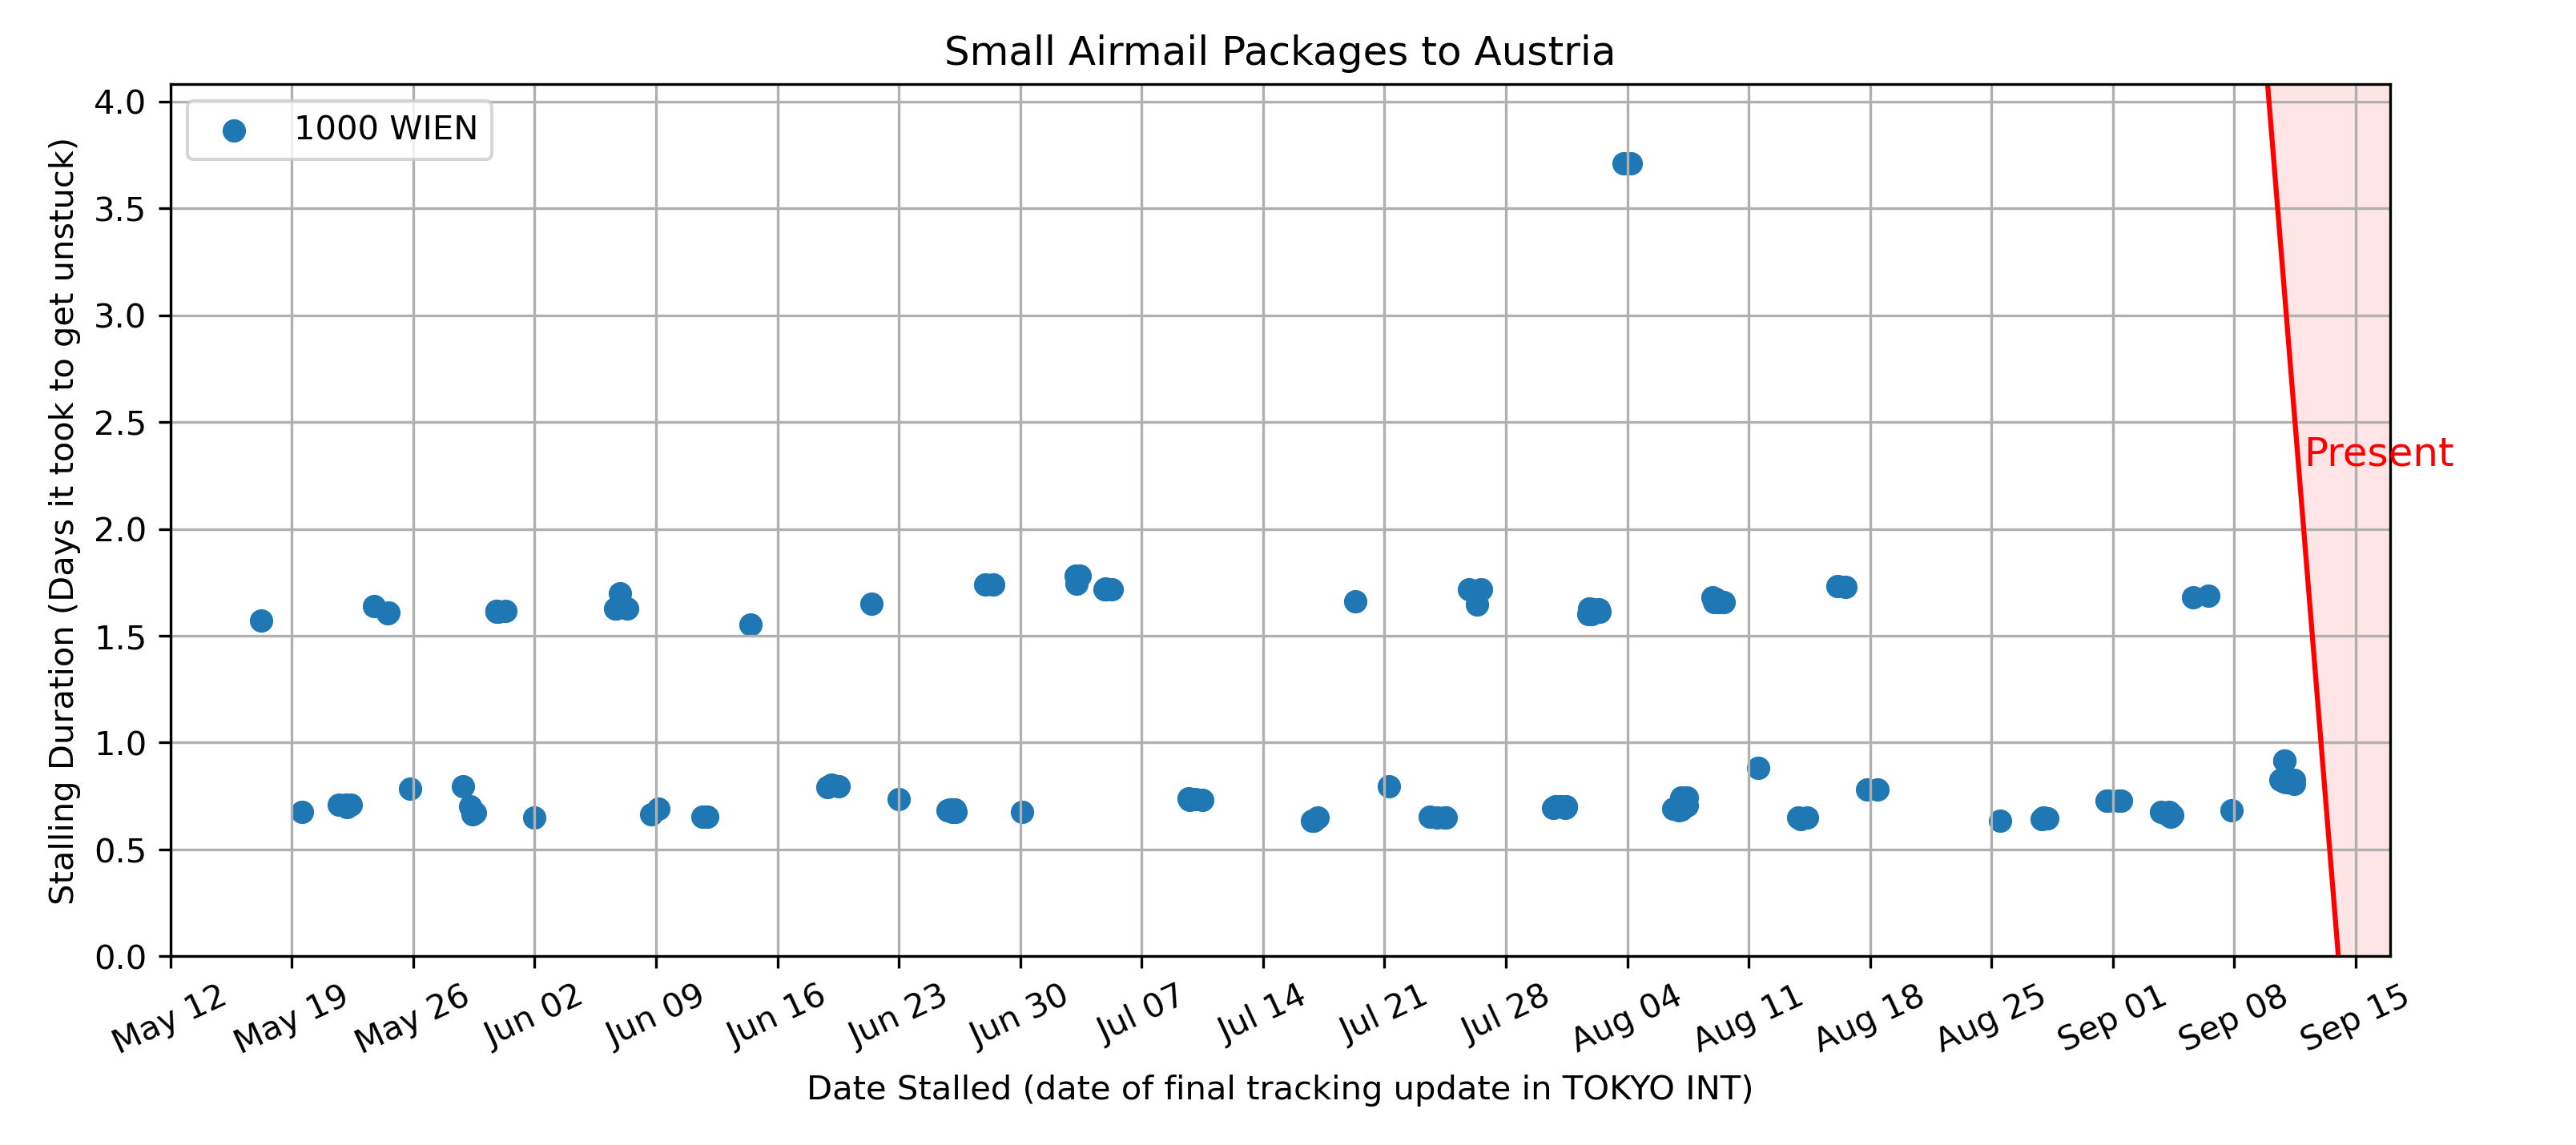 Small Airmail Packages to Austria
1000 WIEN
Stalling Duration (Days it took to get unstuck)
4.0
3.5
3.0
2.5
2.0
1.5
1.0
0.5
0.0
Present
May 12
May 19
May 26
Jun 02
Jun 09
Jun 16
Jun 23
Jun 30
Jul 07
Jul 14
Jul 21
Jul 28
Aug 04
Aug 11
Aug 18
Aug 25
Sep 01
Sep 08
Sep 15
Date Stalled (date of final tracking update in TOKYO INT)